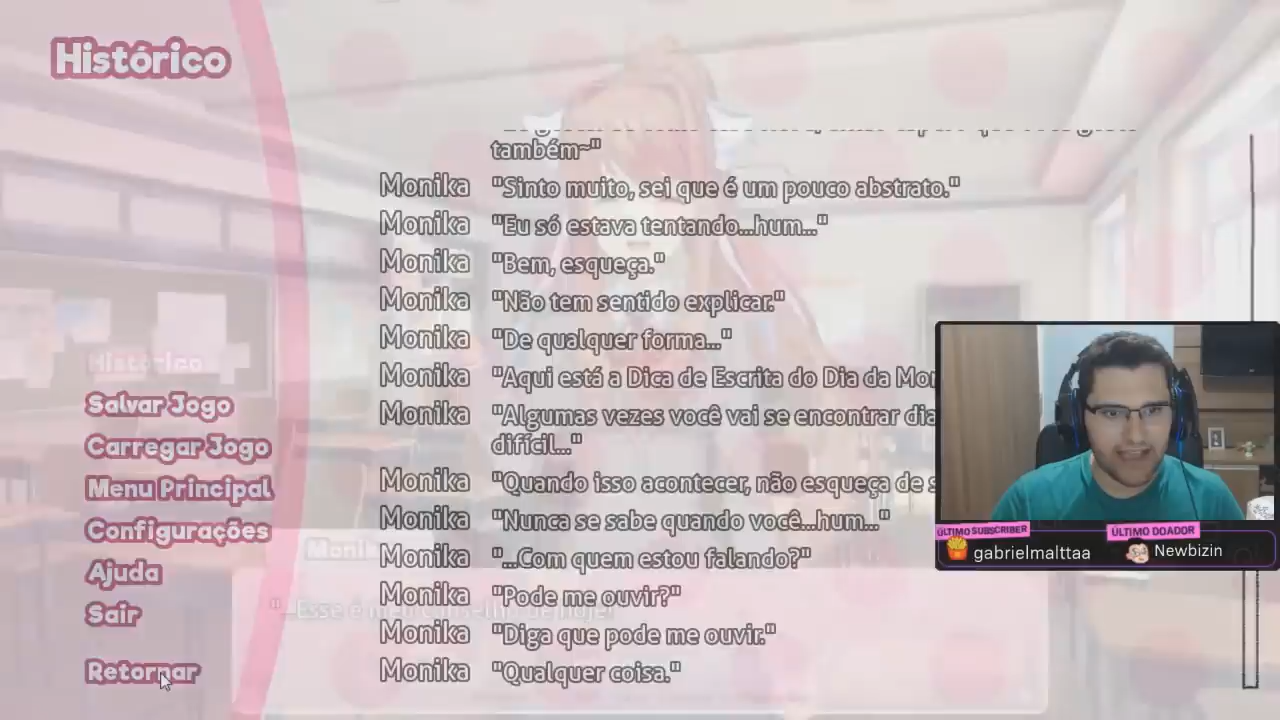 Histórico
também~"
Monika "Sinto muito, sei que é um pouco abstrato."
Monika "Eu só estava tentando...hum..."
Monika "Bem, esqueça."
Monika "Não tem sentido explicar."
Monika "De qualquer forma..."
Monika "Aqui está a Dica de Escrita do Dia da Mon
Monika "Algumas vezes você vai se encontrar dia
difícil..."
Monika "Quando isso acontecer, não esqueça de s
Monika "Nunca se sabe quando você...hum..."
Monika "...Com quem estou falando?"
Monika "Pode me ouvir?"
Monika "Diga que pode me ouvir."
Monika "Qualquer coisa."
Histórico
Salvar Jogo
Carregar Jogo
Menu Principal
Configurações
Ajuda
Sair
Retornar
Monik
ÚLTIMO SUBSCRIBER
gabrielmalttaa
ÚLTIMO DOADOR
Newbizin